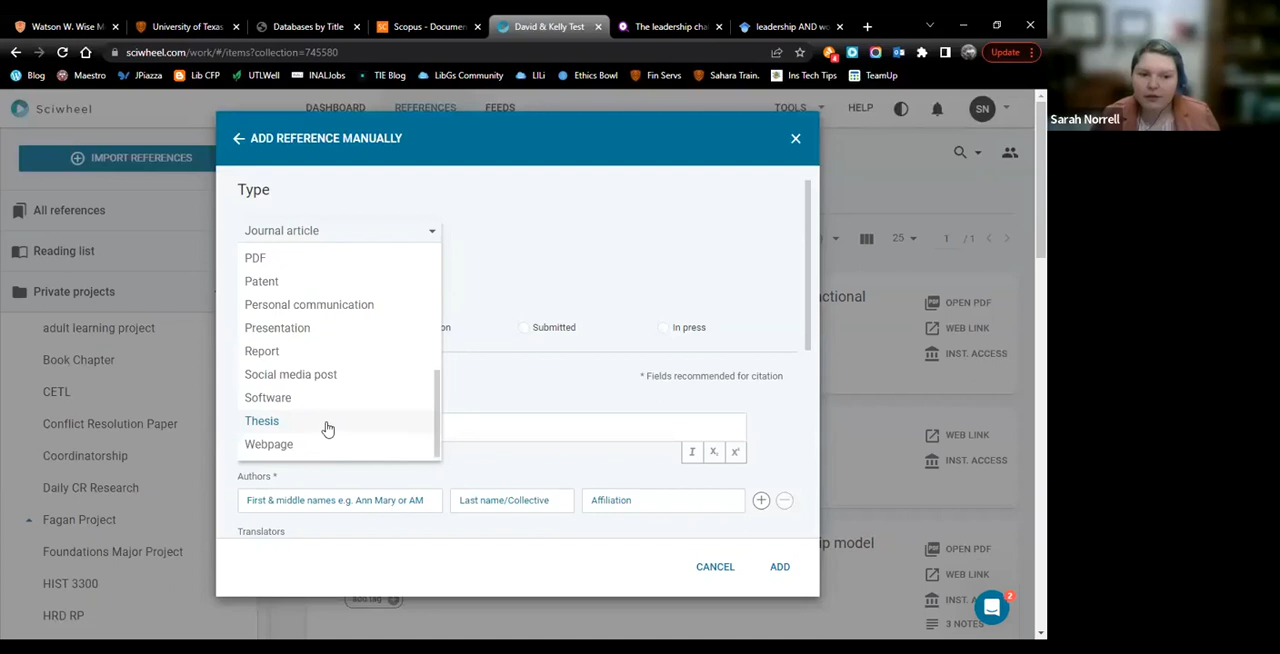 Watson W. Wise M
University of Texas
Databases by Title
Scopus - Documen
David & Kelly Test
The leadership cha
leadership AND wo
sciwheel.com/work/#/items?collection=745580
Update
Blog
Maestro
JPiazza
Lib CFP
UTLWell
INALJobs
TIE Blog
LibGs Community
LILi
Ethics Bowl
Fin Servs
Sahara Train.
Ins Tech Tips
TeamUp
Sciwheel
DASHBOARD
REFERENCES
FEEDS
TOOLS
HELP
SN
Sarah Norrell
IMPORT REFERENCES
All references
Reading list
Private projects
adult learning project
Book Chapter
CETL
Conflict Resolution Paper
Coordinatorship
Daily CR Research
Fagan Project
Foundations Major Project
HIST 3300
HRD RP
ADD REFERENCE MANUALLY
Type
Journal article
PDF
Patent
Personal communication
Presentation
Report
Social media post
Software
Thesis
Webpage
on
Submitted
In press
* Fields recommended for citation
I
X₁
X¹
Authors *
First & middle names e.g. Ann Mary or AM
Last name/Collective
Affiliation
Translators
CANCEL
ADD
25
1
/ 1
nctional
OPEN PDF
WEB LINK
INST. ACCESS
WEB LINK
INST. ACCESS
ip model
OPEN PDF
WEB LINK
INST. A
3 NOTES
2
add tag